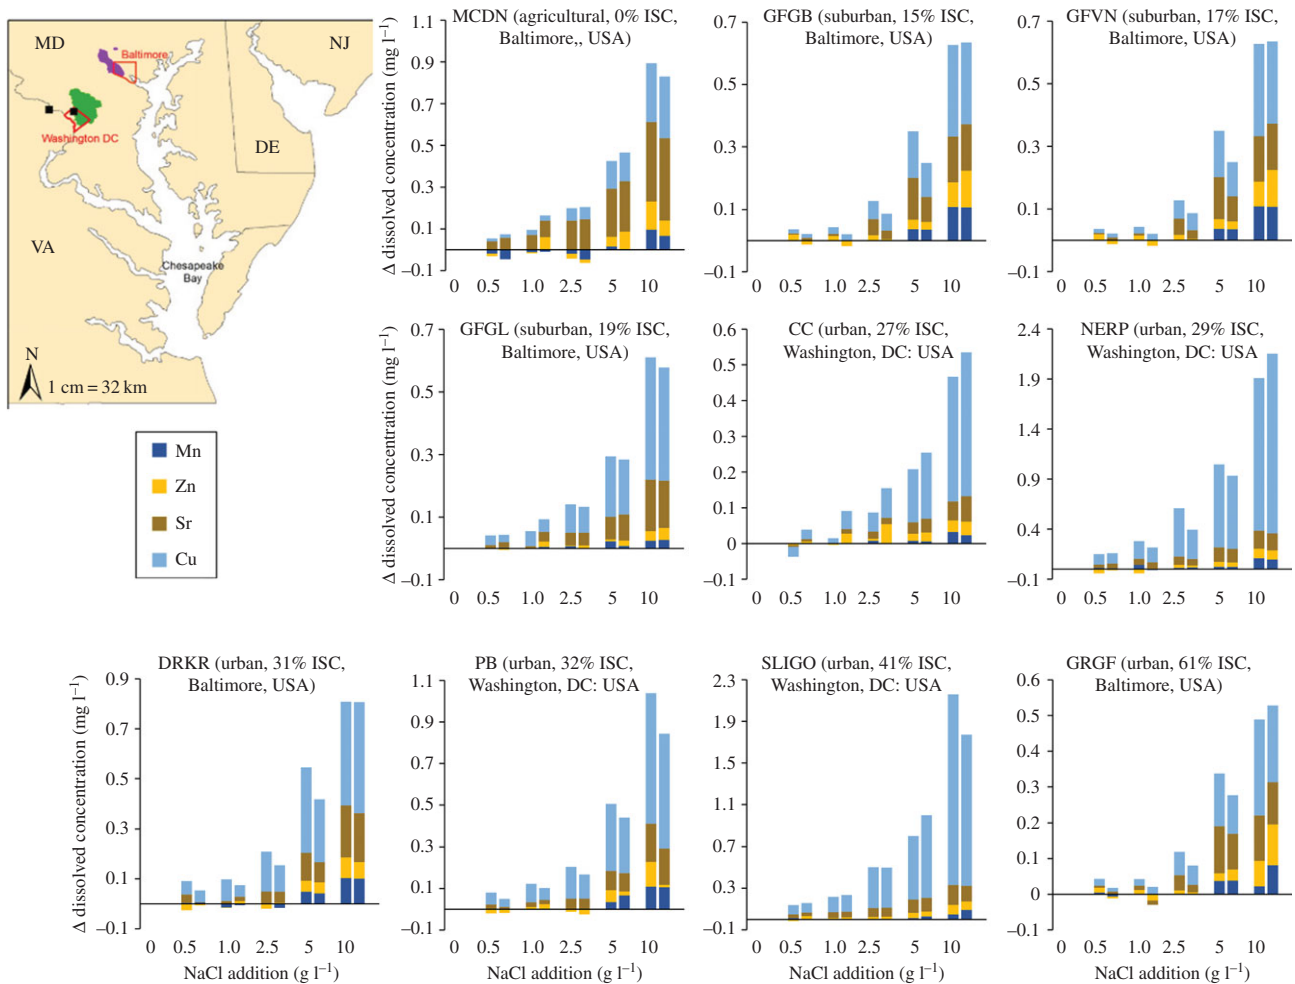 MD
NJ
Baltimore
Washington DC
DE
VA
Chesapeake
Bay
N
1 cm = 32 km
Mn
Zn
Sr
Cu
MCDN (agricultural, 0% ISC,
Baltimore,, USA)
Δ dissolved concentration (mg l⁻¹)
1.1
0.9
0.7
0.5
0.3
0.1
−0.1
0 0.5 1.0 2.5 5 10
GFGB (suburban, 15% ISC,
Baltimore, USA)
0.7
0.5
0.3
0.1
−0.1
0 0.5 1.0 2.5 5 10
GFVN (suburban, 17% ISC,
Baltimore, USA)
0.7
0.5
0.3
0.1
−0.1
0 0.5 1.0 2.5 5 10
GFGL (suburban, 19% ISC,
Baltimore, USA)
Δ dissolved concentration (mg l⁻¹)
0.7
0.5
0.3
0.1
−0.1
0 0.5 1.0 2.5 5 10
CC (urban, 27% ISC,
Washington, DC: USA
0.6
0.5
0.4
0.3
0.2
0.1
0
−0.1
0 0.5 1.0 2.5 5 10
NERP (urban, 29% ISC,
Washington, DC: USA
2.4
1.9
1.4
0.9
0.4
−0.1
0 0.5 1.0 2.5 5 10
DRKR (urban, 31% ISC,
Baltimore, USA)
Δ dissolved concentration (mg l⁻¹)
0.9
0.7
0.5
0.3
0.1
−0.1
0 0.5 1.0 2.5 5 10
NaCl addition (g l⁻¹)
PB (urban, 32% ISC,
Washington, DC: USA
1.1
0.9
0.7
0.5
0.3
0.1
−0.1
0 0.5 1.0 2.5 5 10
NaCl addition (g l⁻¹)
SLIGO (urban, 41% ISC,
Washington, DC: USA
2.3
1.9
1.5
1.1
0.7
0.3
−0.1
0 0.5 1.0 2.5 5 10
NaCl addition (g l⁻¹)
GRGF (urban, 61% ISC,
Baltimore, USA)
0.6
0.5
0.4
0.3
0.2
0.1
0
−0.1
0 0.5 1.0 2.5 5 10
NaCl addition (g l⁻¹)